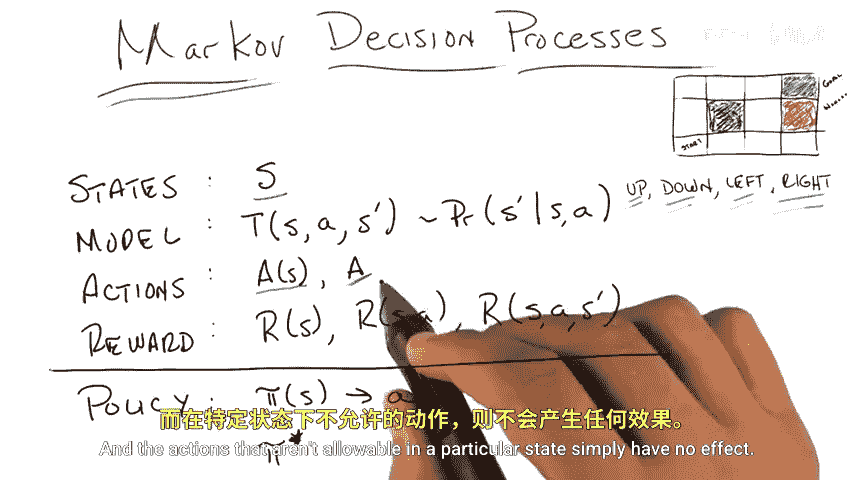 Markov Decision Processes
GOAL
START
STATES : S
MODEL : T(s, a, s') ~ Pr(s' | s, a)
UP, DOWN, LEFT, RIGHT
ACTIONS : A(s), A
REWARD : R(s), R(s,a), R(s,a,s')
POLICY : π(s) → a
π*
而在特定状态下不允许的动作，则不会产生任何效果。
And the actions that aren't allowable in a particular state simply have no effect.